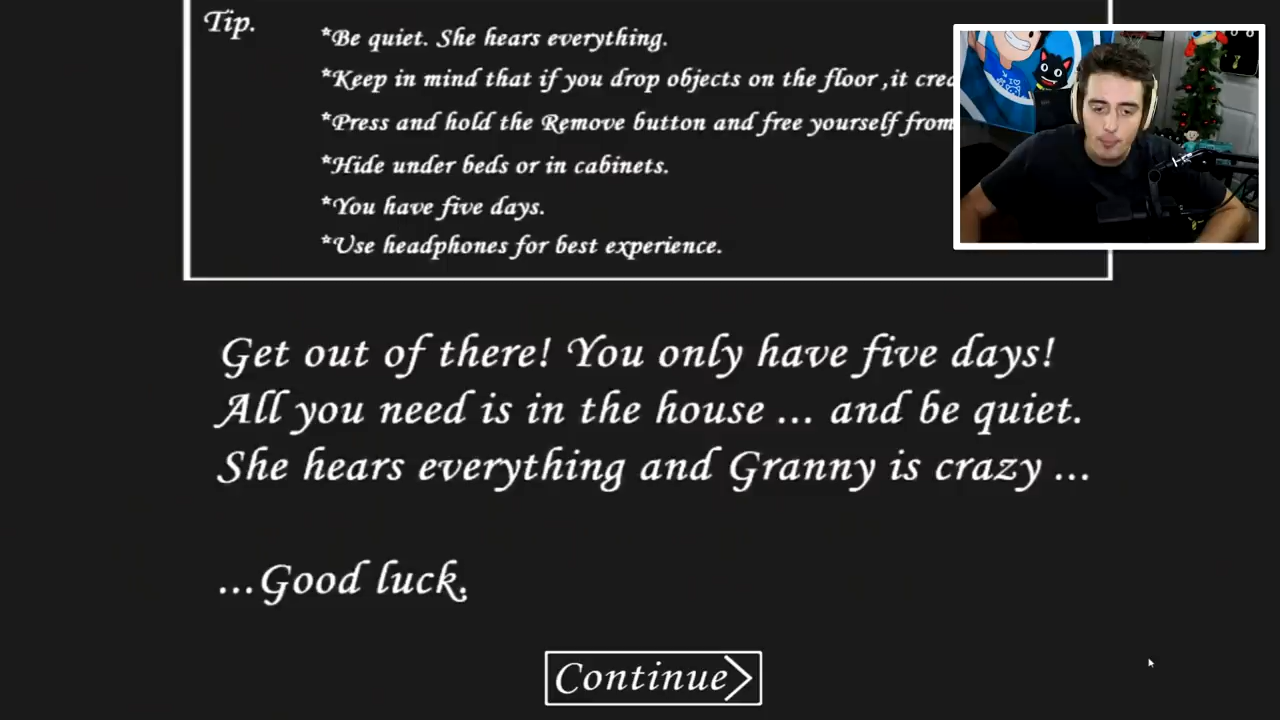 Tip.
*Be quiet. She hears everything.
*Keep in mind that if you drop objects on the floor ,it
*Press and hold the Remove button and free yourself from
*Hide under beds or in cabinets.
*You have five days.
*Use headphones for best experience.
Get out of there! You only have five days!
All you need is in the house ... and be quiet.
She hears everything and Granny is crazy ...
...Good luck.
Continue>